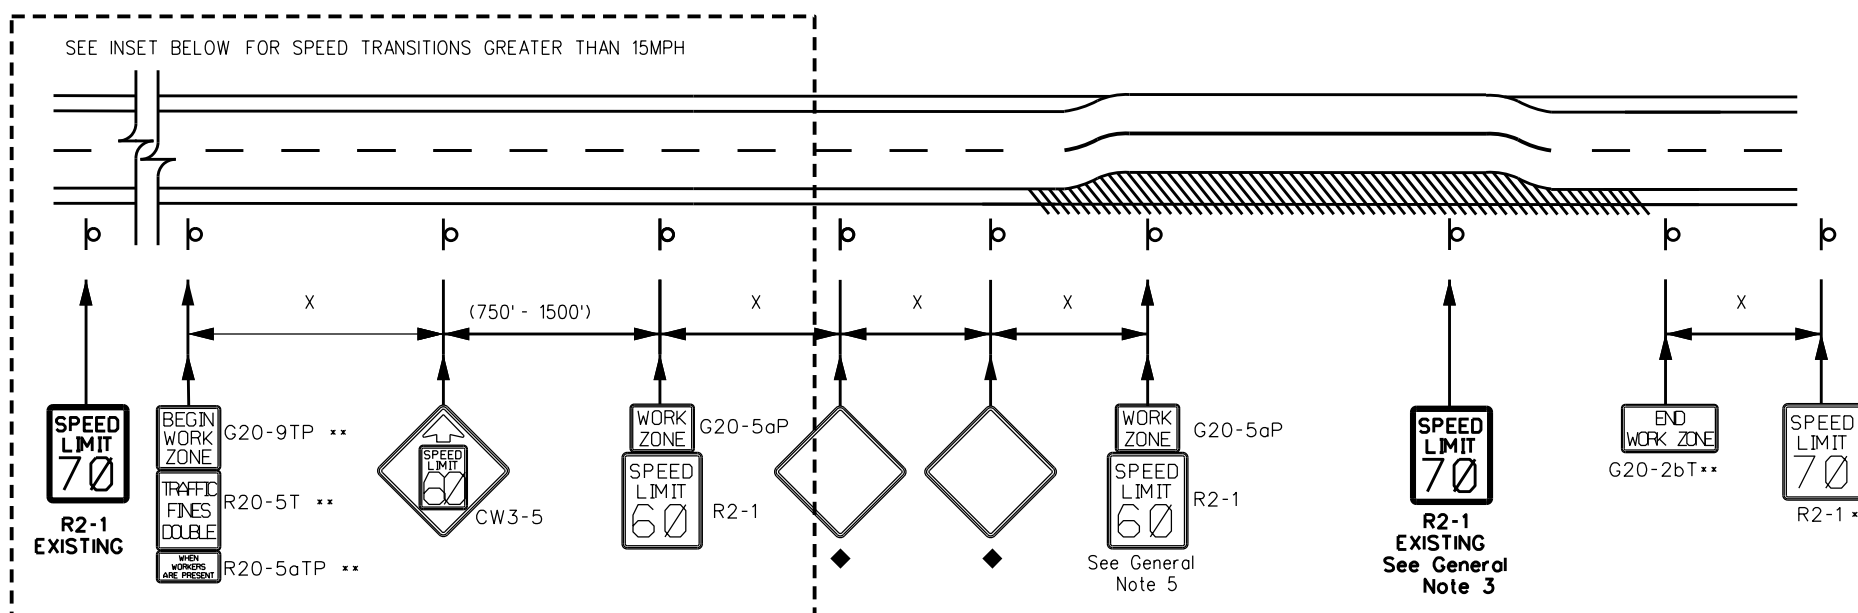 SEE INSET BELOW FOR SPEED TRANSITIONS GREATER THAN 15MPH
X
(750' - 1500')
X
X
X
X
SPEED
LIMIT
70
R2-1
EXISTING
BEGIN
WORK
ZONE
G20-9TP **
TRAFFIC
FINES
DOUBLE
R20-5T **
WHEN
WORKERS
ARE PRESENT
R20-5aTP **
SPEED
LIMIT
60
CW3-5
WORK
ZONE
G20-5aP
SPEED
LIMIT
60
R2-1
WORK
ZONE
G20-5aP
SPEED
LIMIT
60
R2-1
See General
Note 5
SPEED
LIMIT
70
R2-1
EXISTING
See General
Note 3
END
WORK ZONE
G20-2bT**
SPEED
LIMIT
70
R2-1 *